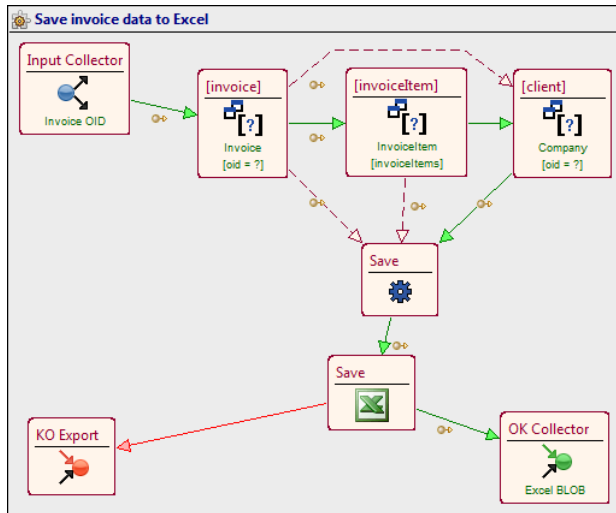 Save invoice data to Excel
Input Collector
Invoice OID
[invoice]
[?]
Invoice
[oid = ?]
[invoiceItem]
[?]
InvoiceItem
[invoiceItems]
[client]
[?]
Company
[oid = ?]
Save
Save
KO Export
OK Collector
Excel BLOB